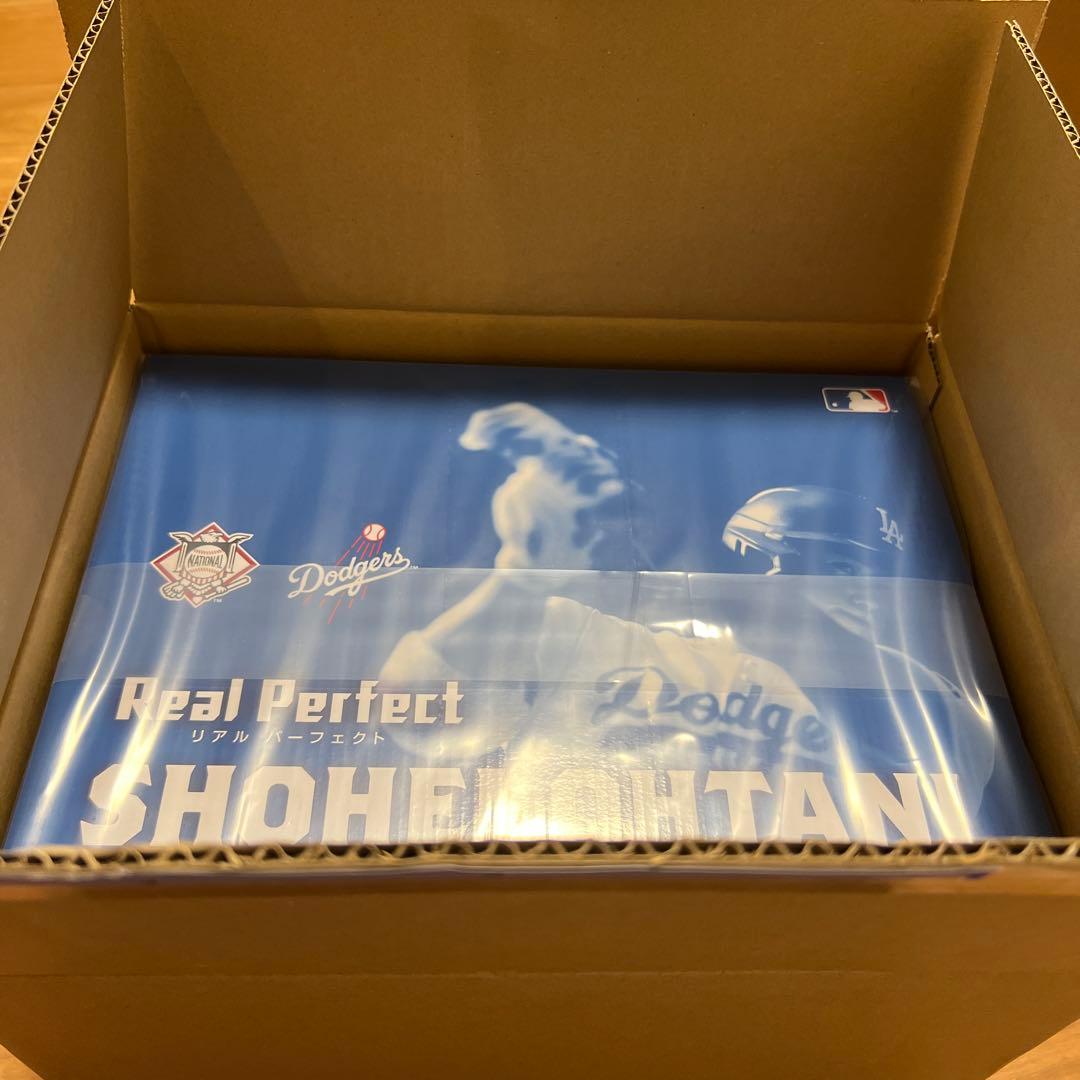 NATIONAL
Dodgers
LA
Real Perfect
リアル パーフェクト
Dodge
SHOHEI OHTANI